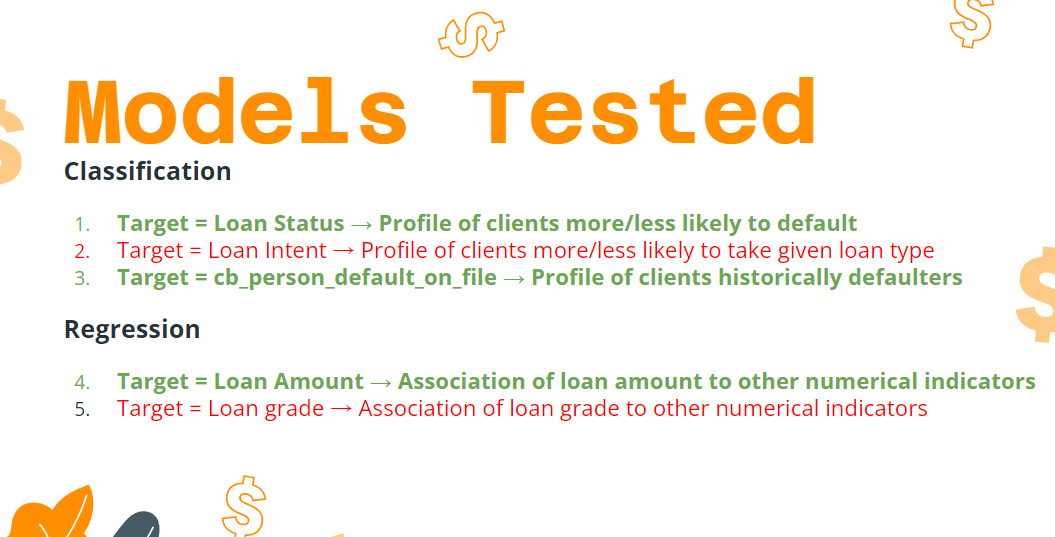 Models Tested
Classification
1. Target = Loan Status → Profile of clients more/less likely to default
2. Target = Loan Intent → Profile of clients more/less likely to take given loan type
3. Target = cb_person_default_on_file → Profile of clients historically defaulters
Regression
4. Target = Loan Amount → Association of loan amount to other numerical indicators
5. Target = Loan grade → Association of loan grade to other numerical indicators